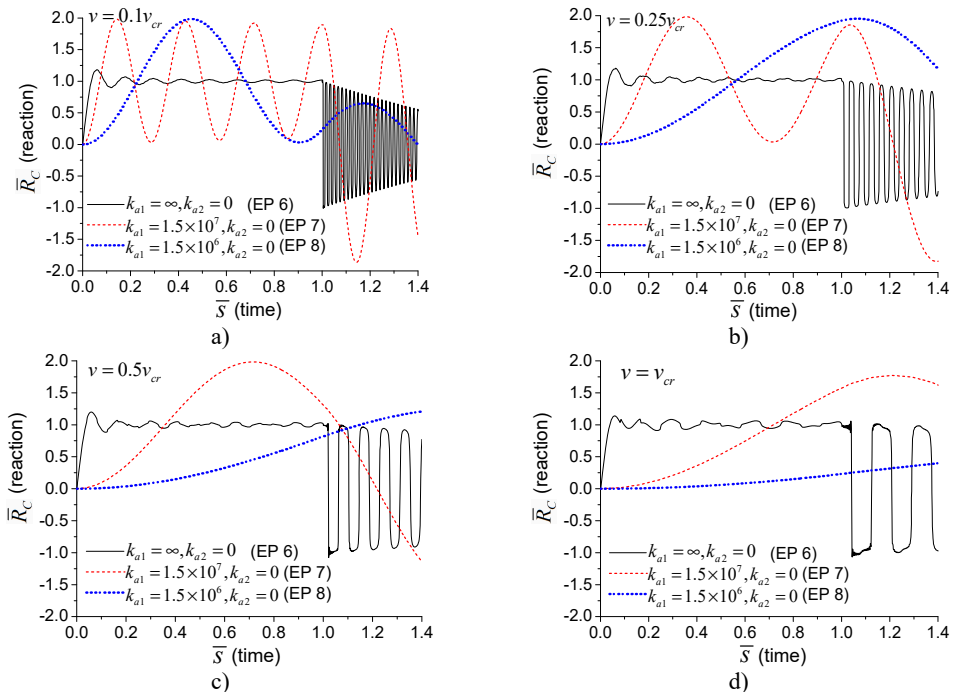 v = 0.1v_cr
2.0
1.5
1.0
0.5
0.0
-0.5
-1.0
-1.5
2.0
R̅_C (reaction)
k_a1 = ∞, k_a2 = 0 (EP 6)
k_a1 = 1.5×10^7, k_a2 = 0 (EP 7)
k_a1 = 1.5×10^6, k_a2 = 0 (EP 8)
0.0 0.2 0.4 0.6 0.8 1.0 1.2 1.4
s̅ (time)
a)
v = 0.25v_cr
2.0
1.5
1.0
0.5
0.0
-0.5
-1.0
-1.5
2.0
R̅_C (reaction)
k_a1 = ∞, k_a2 = 0 (EP 6)
k_a1 = 1.5×10^7, k_a2 = 0 (EP 7)
k_a1 = 1.5×10^6, k_a2 = 0 (EP 8)
0.0 0.2 0.4 0.6 0.8 1.0 1.2 1.4
s̅ (time)
b)
v = 0.5v_cr
2.0
1.5
1.0
0.5
0.0
-0.5
-1.0
-1.5
2.0
R̅_C (reaction)
k_a1 = ∞, k_a2 = 0 (EP 6)
k_a1 = 1.5×10^7, k_a2 = 0 (EP 7)
k_a1 = 1.5×10^6, k_a2 = 0 (EP 8)
0.0 0.2 0.4 0.6 0.8 1.0 1.2 1.4
s̅ (time)
c)
v = v_cr
2.0
1.5
1.0
0.5
0.0
-0.5
-1.0
-1.5
2.0
R̅_C (reaction)
k_a1 = ∞, k_a2 = 0 (EP 6)
k_a1 = 1.5×10^7, k_a2 = 0 (EP 7)
k_a1 = 1.5×10^6, k_a2 = 0 (EP 8)
0.0 0.2 0.4 0.6 0.8 1.0 1.2 1.4
s̅ (time)
d)